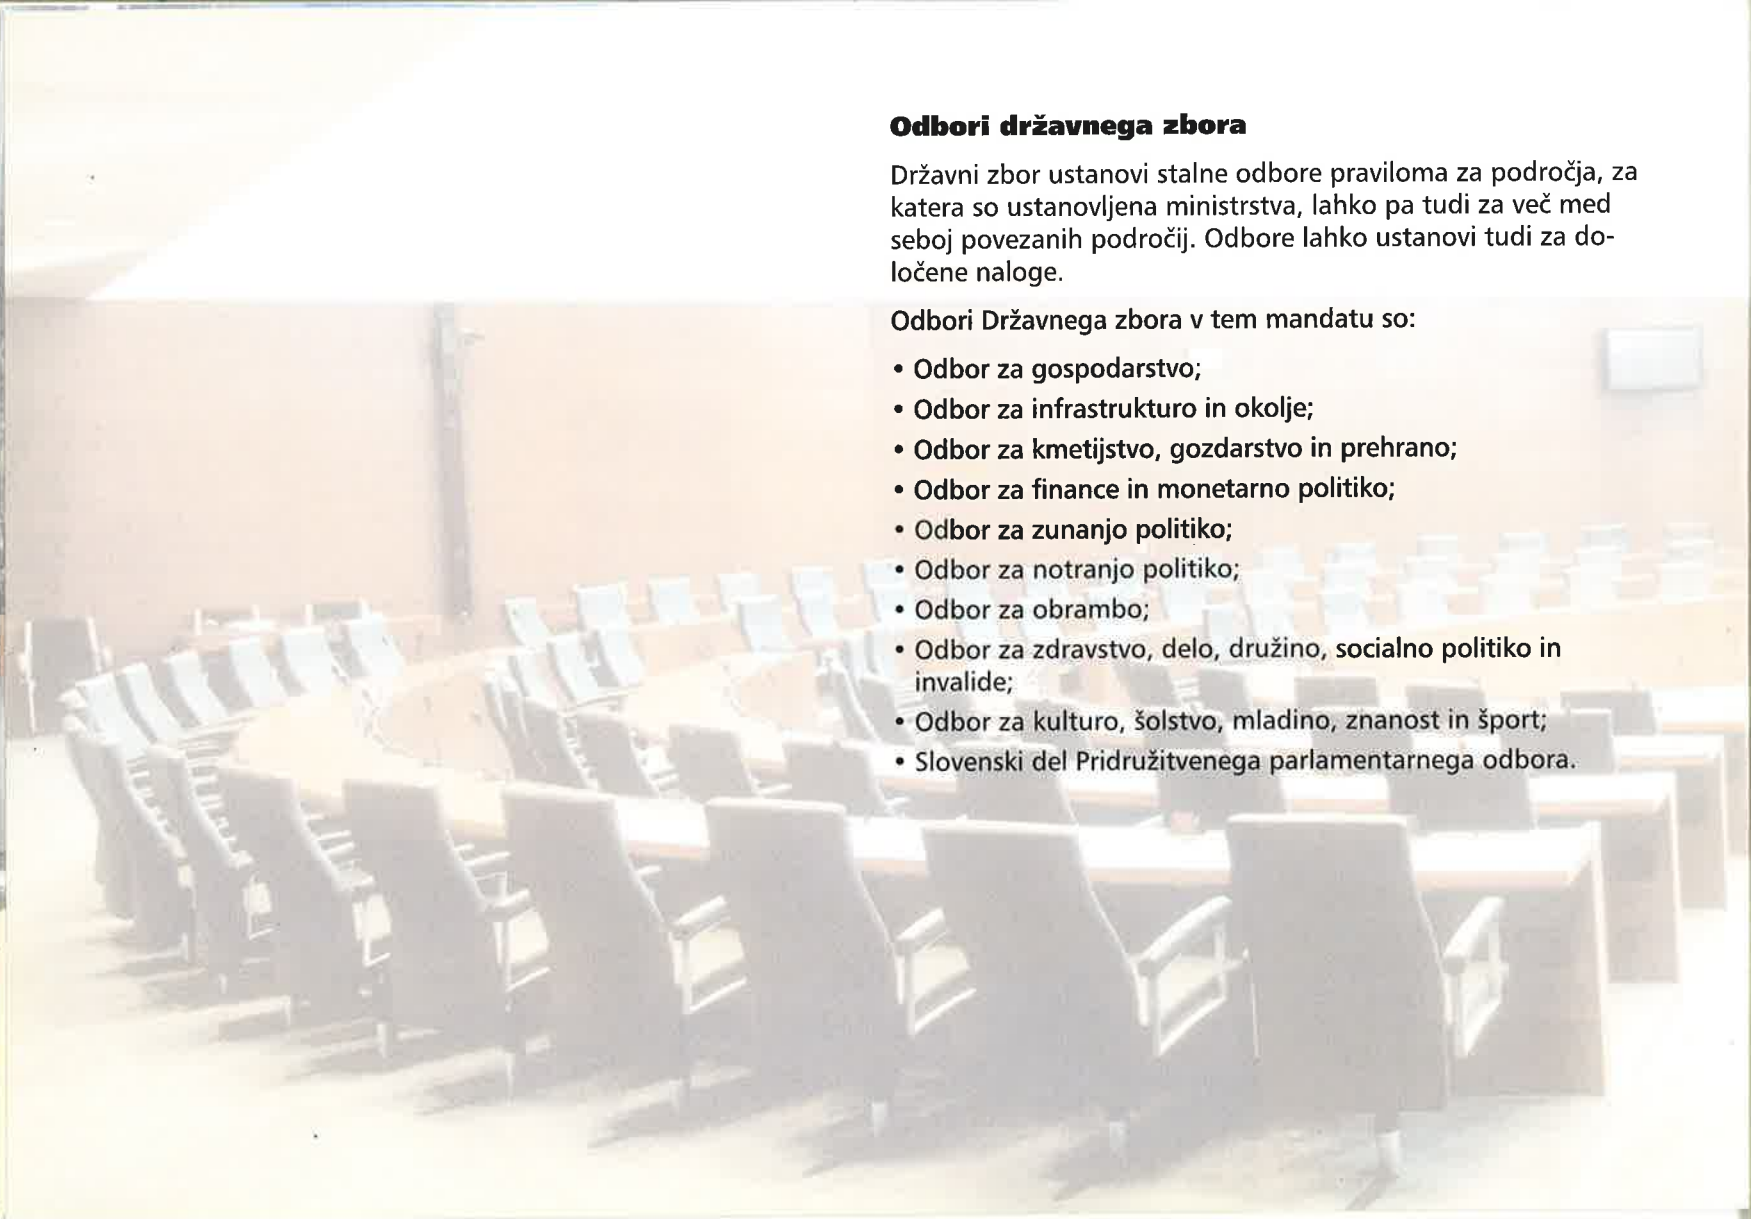 Odbori državnega zbora
Državni zbor ustanovi stalne odbore praviloma za področja, za
katera so ustanovljena ministrstva, lahko pa tudi za več med
seboj povezanih področij. Odbore lahko ustanovi tudi za do-
ločene naloge.
Odbori Državnega zbora v tem mandatu so:
• Odbor za gospodarstvo;
• Odbor za infrastrukturo in okolje;
• Odbor za kmetijstvo, gozdarstvo in prehrano;
• Odbor za finance in monetarno politiko;
• Odbor za zunanjo politiko;
• Odbor za notranjo politiko;
• Odbor za obrambo;
• Odbor za zdravstvo, delo, družino, socialno politiko in
invalide;
• Odbor za kulturo, šolstvo, mladino, znanost in šport;
• Slovenski del Pridružitvenega parlamentarnega odbora.